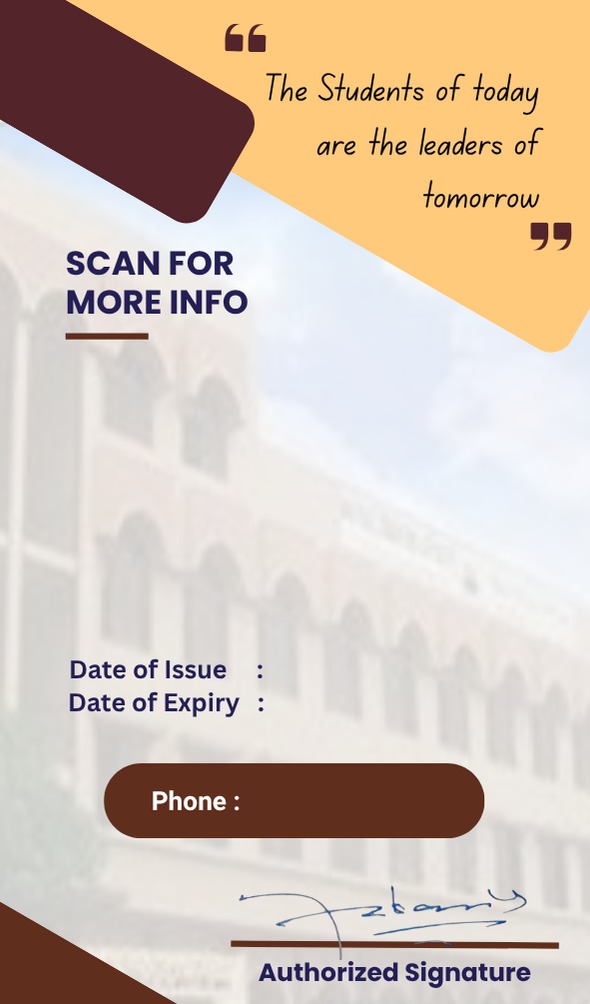 “
The Students of today
are the leaders of
tomorrow
”
SCAN FOR
MORE INFO
Date of Issue :
Date of Expiry :
Phone :
Authorized Signature